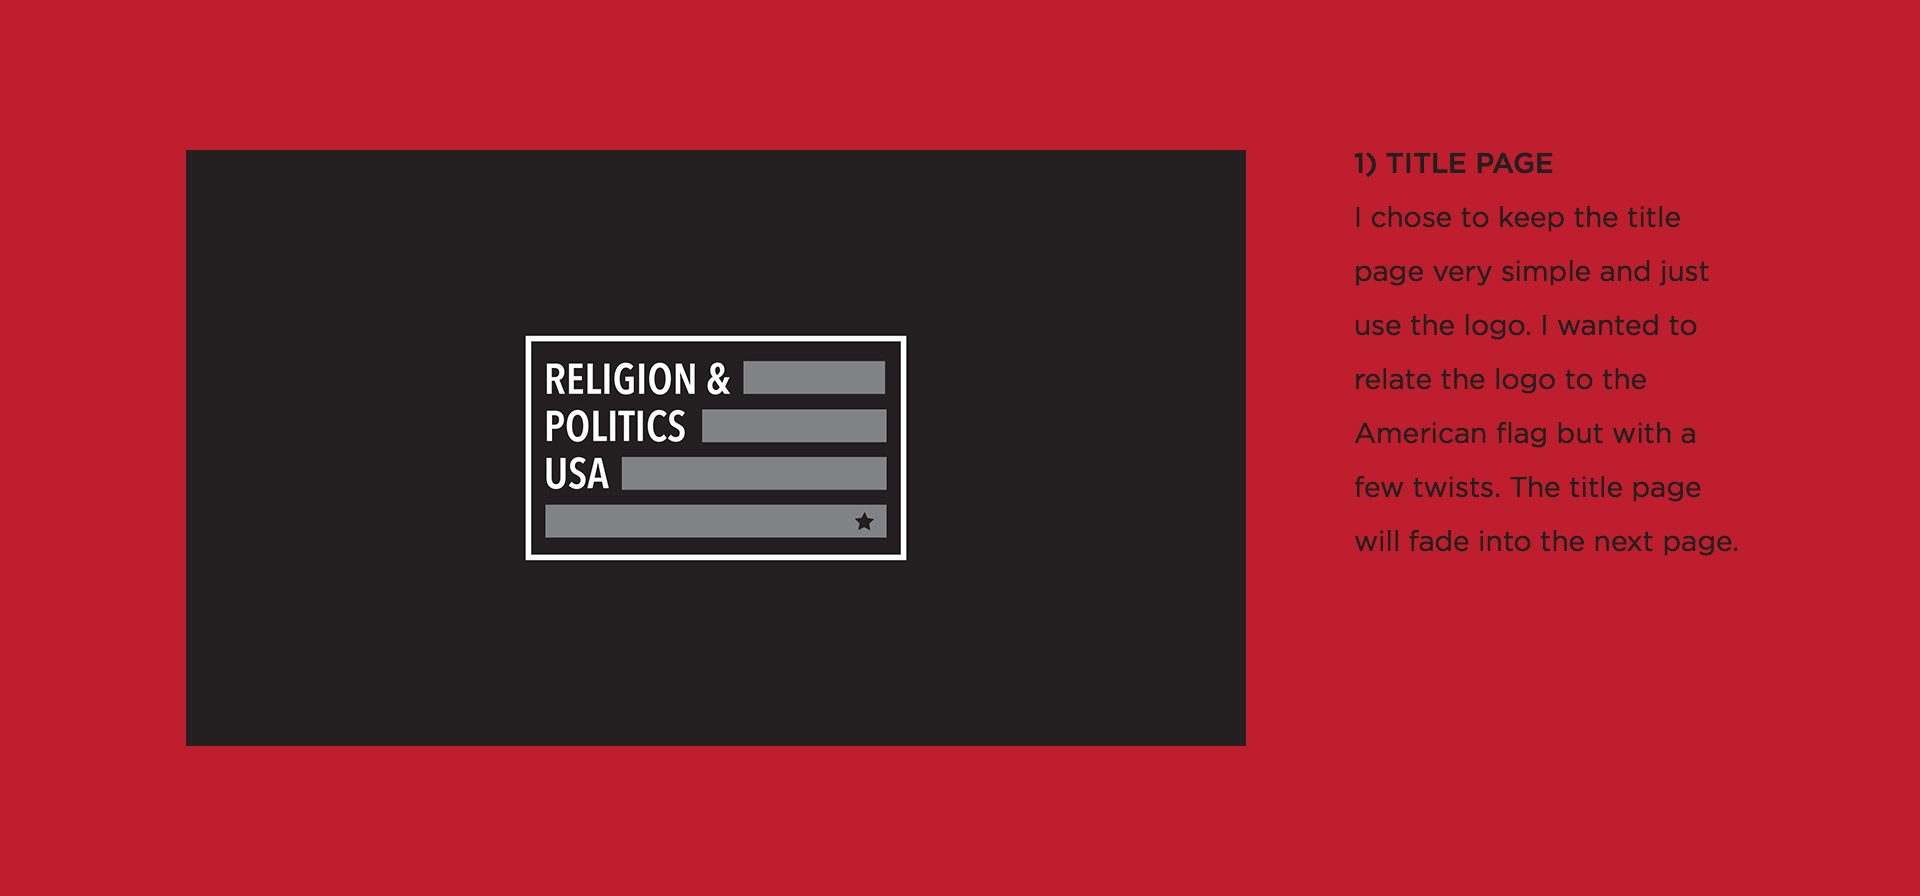 RELIGION &
POLITICS
USA
1) TITLE PAGE
I chose to keep the title
page very simple and just
use the logo. I wanted to
relate the logo to the
American flag but with a
few twists. The title page
will fade into the next page.